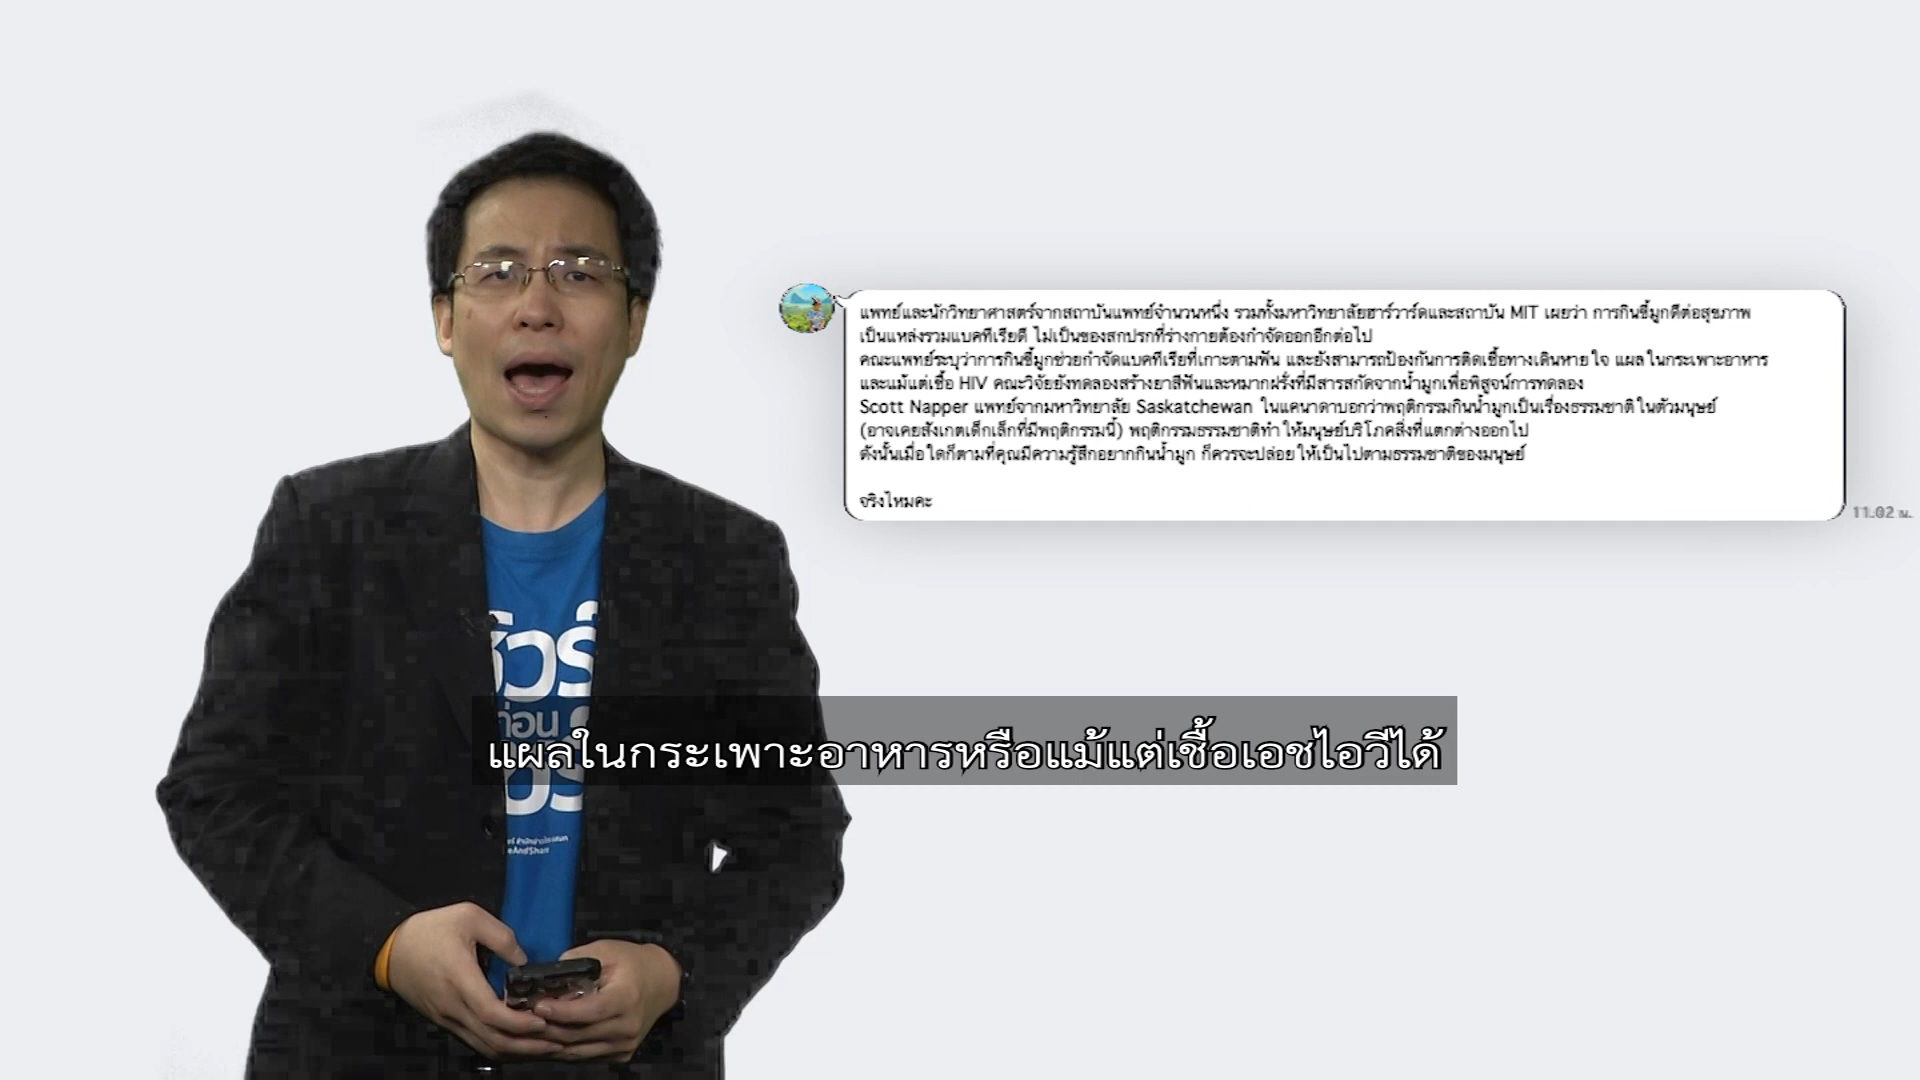 แพทย์และนักวิทยาศาสตร์จากสถาบันแพทย์จำนวนหนึ่ง รวมทั้งมหาวิทยาลัยฮาร์วาร์ดและสถาบัน MIT เผยว่า การกินขี้มูกดีต่อสุขภาพ
เป็นแหล่งรวมแบคทีเรียดี ไม่เป็นของสกปรกที่ร่างกายต้องกำจัดออกอีกต่อไป
คณะแพทย์ระบุว่าการกินขี้มูกช่วยกำจัดแบคทีเรียที่เกาะตามฟัน และยังสามารถป้องกันการติดเชื้อทางเดินหายใจ แผลในกระเพาะอาหาร
และแม้แต่เชื้อ HIV คณะวิจัยยังทดลองสร้างยาสีฟันและหมากฝรั่งที่มีสารสกัดจากน้ำมูกเพื่อพิสูจน์การทดลอง
Scott Napper แพทย์จากมหาวิทยาลัย Saskatchewan ในแคนาดาบอกว่าพฤติกรรมกินน้ำมูกเป็นเรื่องธรรมชาติในตัวมนุษย์
(อาจเคยสังเกตเด็กเล็กที่มีพฤติกรรมนี้) พฤติกรรมธรรมชาติทำให้มนุษย์บริโภคสิ่งที่แตกต่างออกไป
ดังนั้นเมื่อใดก็ตามที่คุณมีความรู้สึกอยากกินน้ำมูก ก็ควรจะปล่อยให้เป็นไปตามธรรมชาติของมนุษย์
จริงไหมคะ
11.02 น.
ชัวร์
ก่อน
แผลในกระเพาะอาหารหรือแม้แต่เชื้อเอชไอวีได้